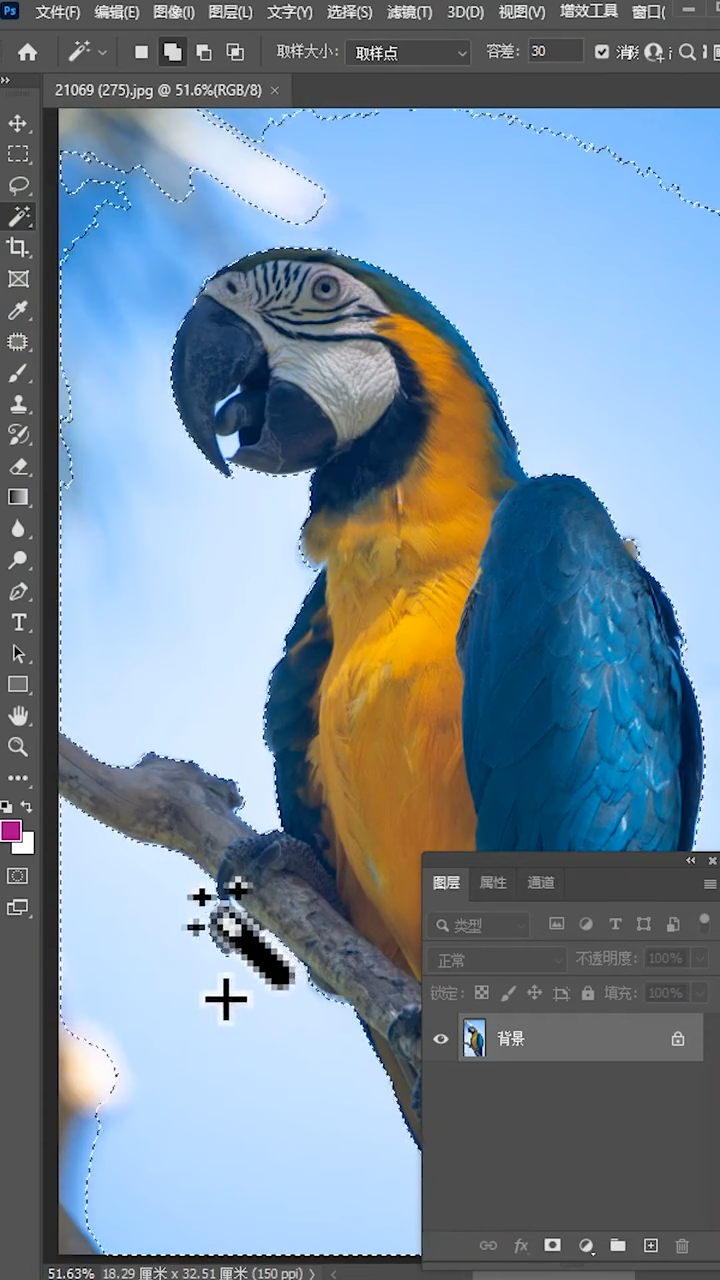 Ps 文件(F) 编辑(E) 图像(I) 图层(L) 文字(Y) 选择(S) 滤镜(T) 3D(D) 视图(V) 增效工具 窗口(
取样大小: 取样点 容差: 30
21069 (275).jpg @ 51.6%(RGB/8) ×
图层 属性 通道
类型
正常 不透明度: 100%
锁定: 填充: 100%
背景
fx
51.63% 18.29 厘米 x 32.51 厘米 (150 ppi)